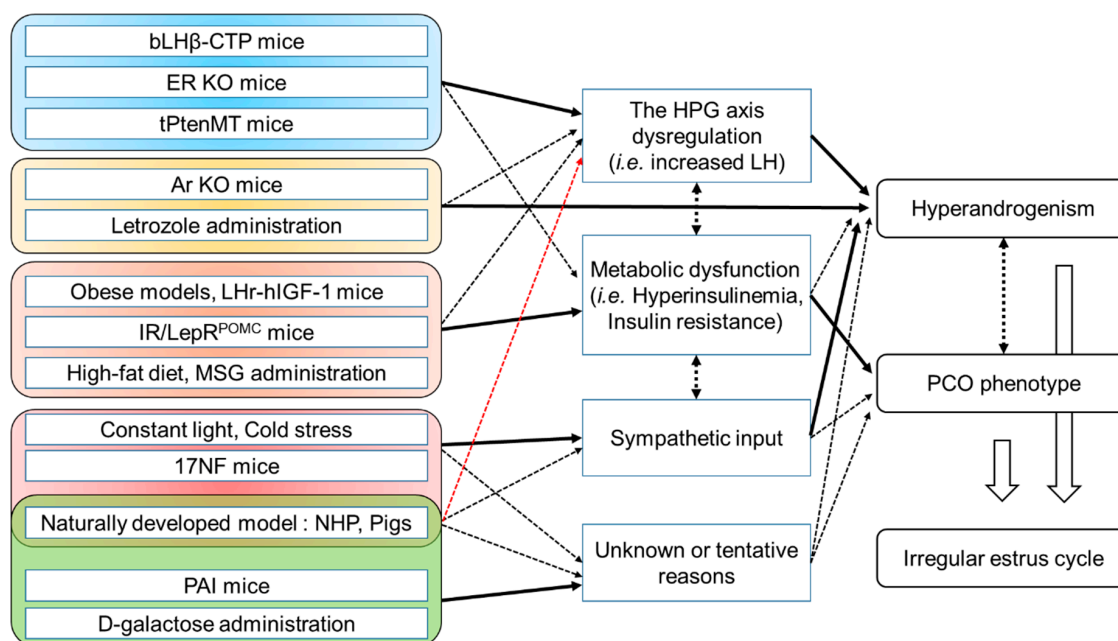 bLHβ-CTP mice
ER KO mice
tPtenMT mice
Ar KO mice
Letrozole administration
Obese models, LHr-hIGF-1 mice
IR/LepRᴾᴼᴹᶜ mice
High-fat diet, MSG administration
Constant light, Cold stress
17NF mice
Naturally developed model : NHP, Pigs
PAI mice
D-galactose administration
The HPG axis
dysregulation
(i.e. increased LH)
Metabolic dysfunction
(i.e. Hyperinsulinemia,
Insulin resistance)
Sympathetic input
Unknown or tentative
reasons
Hyperandrogenism
PCO phenotype
Irregular estrus cycle